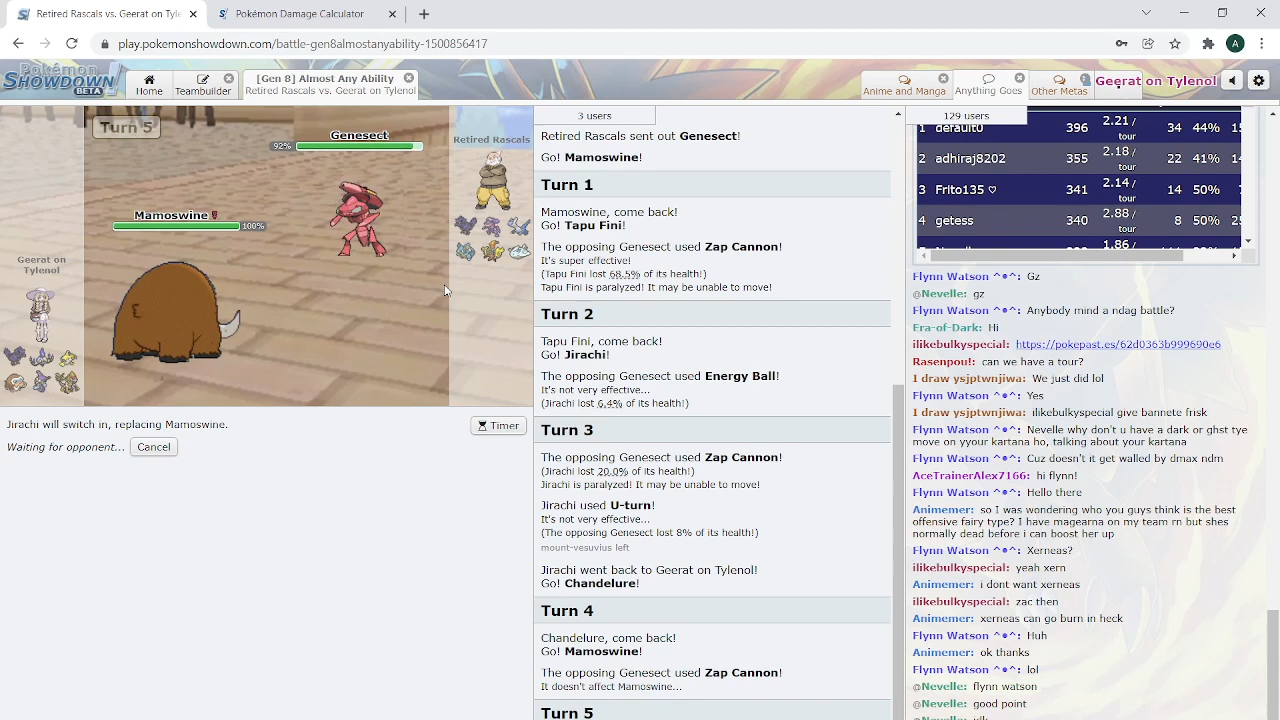 Retired Rascals vs. Geerat on Tyle
Pokémon Damage Calculator
play.pokemonshowdown.com/battle-gen8almostanyability-1500856417
A
Pokémon
SHOWDOWN!
BETA
Home
Teambuilder
[Gen 8] Almost Any Ability
Retired Rascals vs. Geerat on Tylenol
Anime and Manga
Anything Goes
Other Metas
Geerat on Tylenol
Turn 5
Genesect
92%
Mamoswine
100%
Retired Rascals
Geerat on
Tylenol
Jirachi will switch in, replacing Mamoswine.
Waiting for opponent...
Cancel
Timer
3 users
Retired Rascals sent out Genesect!
Go! Mamoswine!
Turn 1
Mamoswine, come back!
Go! Tapu Fini!
The opposing Genesect used Zap Cannon!
It's super effective!
(Tapu Fini lost 68.5% of its health!)
Tapu Fini is paralyzed! It may be unable to move!
Turn 2
Tapu Fini, come back!
Go! Jirachi!
The opposing Genesect used Energy Ball!
It's not very effective...
(Jirachi lost 6.4% of its health!)
Turn 3
The opposing Genesect used Zap Cannon!
(Jirachi lost 20.0% of its health!)
Jirachi is paralyzed! It may be unable to move!
Jirachi used U-turn!
It's not very effective...
(The opposing Genesect lost 8% of its health!)
mount-vesuvius left
Jirachi went back to Geerat on Tylenol!
Go! Chandelure!
Turn 4
Chandelure, come back!
Go! Mamoswine!
The opposing Genesect used Zap Cannon!
It doesn't affect Mamoswine...
Turn 5
129 users
1 default0 396 2.21 / tour 34 44%
2 adhiraj8202 355 2.18 / tour 22 41%
3 Frito135 ♡ 341 2.14 / tour 14 50%
4 getsss 340 2.88 / tour 8 50%
1.86 /
Flynn Watson ^•^: Gz
@Nevelle: gz
Flynn Watson ^•^: Anybody mind a ndag battle?
Era-of-Dark: Hi
ilikebulkyspecial: https://pokepast.es/62d0363b999690e6
Rasenpou!: can we have a tour?
I draw ysjptwnjiwa: We just did lol
Flynn Watson ^•^: Yes
I draw ysjptwnjiwa: ilikebulkyspecial give bannete frisk
Flynn Watson ^•^: Nevelle why don't u have a dark or ghst tye
move on yyour kartana ho, talking about your kartana
Flynn Watson ^•^: Cuz doesn't it get walled by dmax ndm
AceTrainerAlex7166: hi flynn!
Flynn Watson ^•^: Hello there
Animemer: so I was wondering who you guys think is the best
offensive fairy type? I have magearna on my team rn but shes
normally dead before i can boost her up
Flynn Watson ^•^: Xerneas?
ilikebulkyspecial: yeah xern
Animemer: i dont want xerneas
ilikebulkyspecial: zac then
Animemer: xerneas can go burn in heck
Flynn Watson ^•^: Huh
Animemer: ok thanks
Flynn Watson ^•^: lol
@Nevelle: flynn watson
@Nevelle: good point